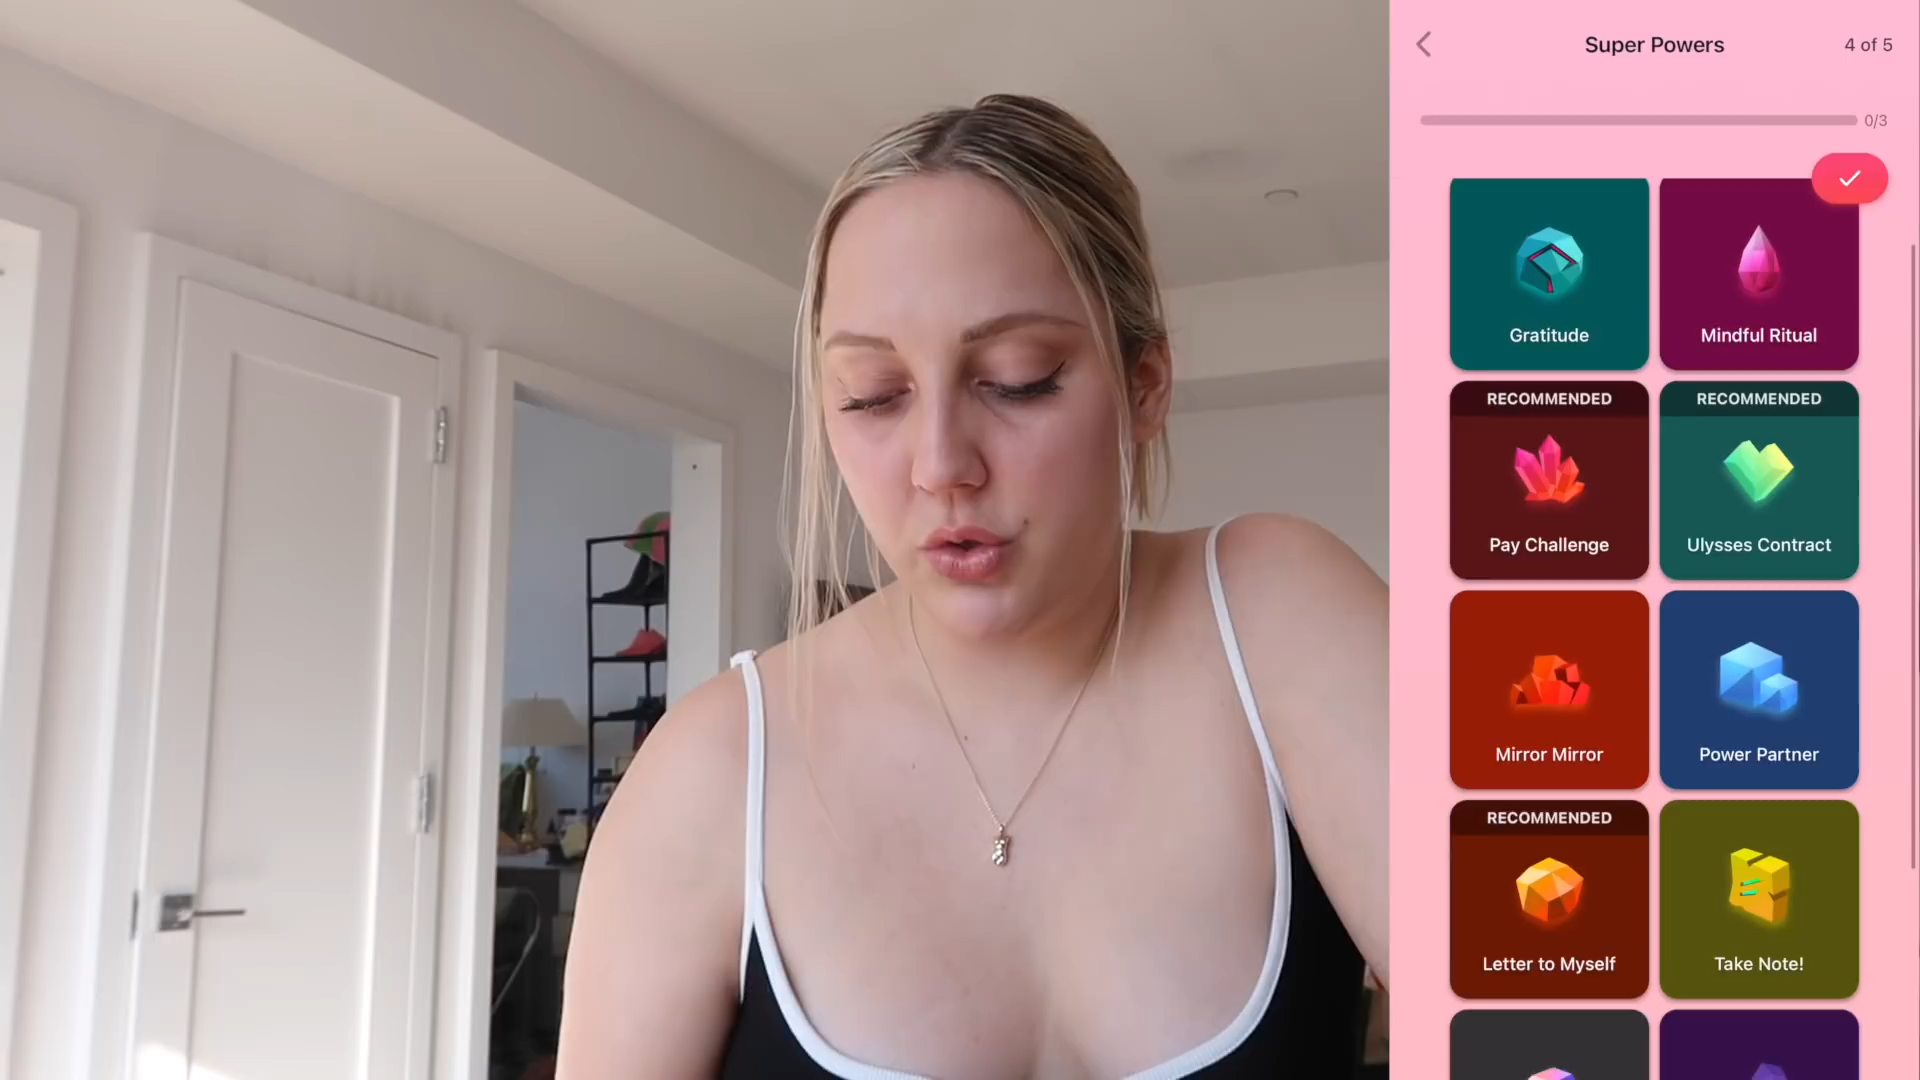 Super Powers
4 of 5
0/3
Gratitude
Mindful Ritual
RECOMMENDED
RECOMMENDED
Pay Challenge
Ulysses Contract
Mirror Mirror
Power Partner
RECOMMENDED
Letter to Myself
Take Note!